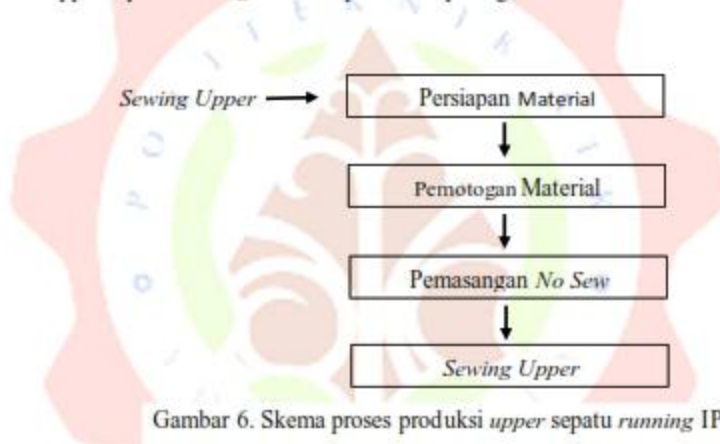 Sewing Upper
Persiapan Material
Pemotogan Material
Pemasangan No Sew
Sewing Upper
Gambar 6. Skema proses produksi upper sepatu running IP